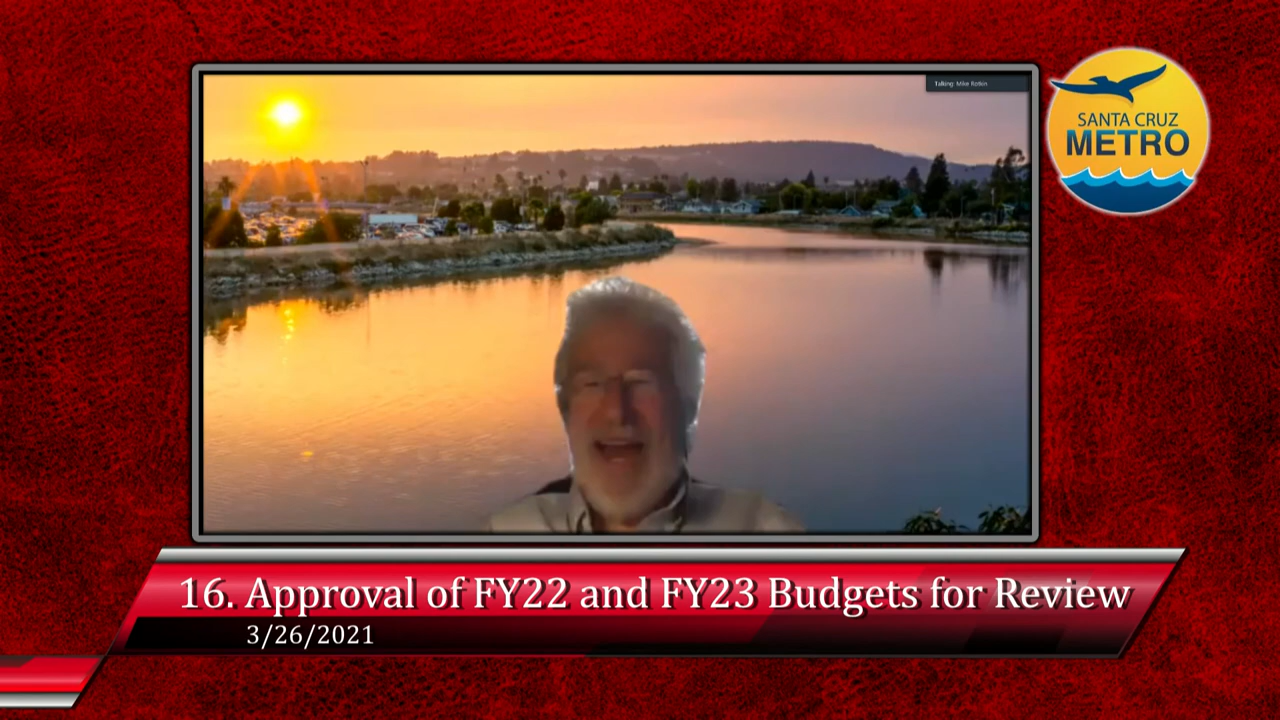 Talking: Mike Rotkin
SANTA CRUZ
METRO
16. Approval of FY22 and FY23 Budgets for Review
3/26/2021